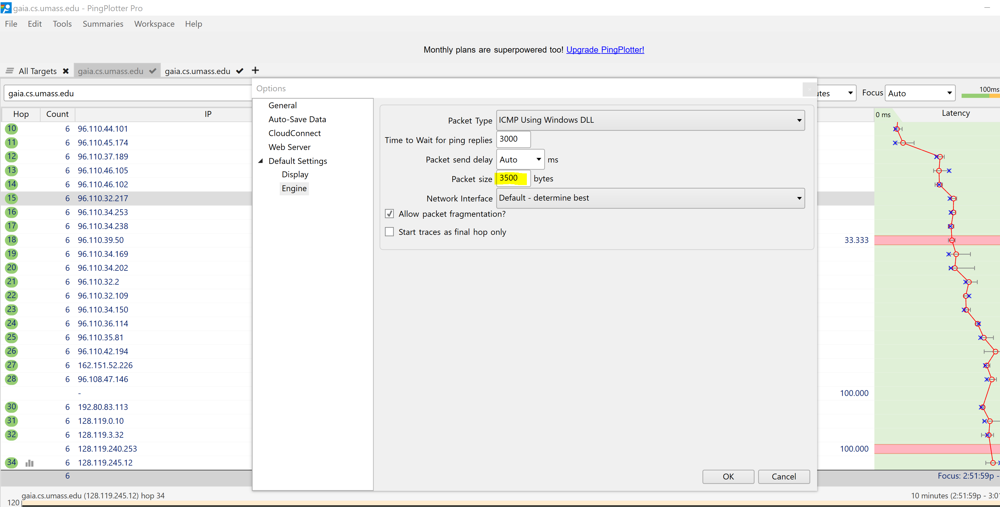 gaia.cs.umass.edu - PingPlotter Pro
File Edit Tools Summaries Workspace Help
Monthly plans are superpowered too! Upgrade PingPlotter!
All Targets gaia.cs.umass.edu gaia.cs.umass.edu
gaia.cs.umass.edu
Focus Auto 100ms
Hop Count IP
0 ms Latency
10 6 96.110.44.101
11 6 96.110.45.174
12 6 96.110.37.189
13 6 96.110.46.105
14 6 96.110.46.102
15 6 96.110.32.217
16 6 96.110.34.253
17 6 96.110.34.238
18 6 96.110.39.50 33.333
19 6 96.110.34.169
20 6 96.110.34.202
21 6 96.110.32.2
22 6 96.110.32.109
23 6 96.110.34.150
24 6 96.110.36.114
25 6 96.110.35.81
26 6 96.110.42.194
27 6 162.151.52.226
28 6 96.108.47.146
- 100.000
30 6 192.80.83.113
31 6 128.119.0.10
32 6 128.119.3.32
6 128.119.240.253 100.000
34 6 128.119.245.12
6 Focus: 2:51:59p -
Options
General
Auto-Save Data
CloudConnect
Web Server
Default Settings
Display
Engine
Packet Type ICMP Using Windows DLL
Time to Wait for ping replies 3000
Packet send delay Auto ms
Packet size 3500 bytes
Network Interface Default - determine best
Allow packet fragmentation?
Start traces as final hop only
OK Cancel
gaia.cs.umass.edu (128.119.245.12) hop 34 10 minutes (2:51:59p -
120